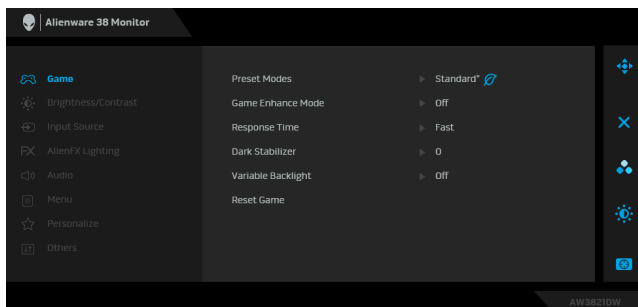 Alienware 38 Monitor
Game
Preset Modes Standard*
Brightness/Contrast
Game Enhance Mode Off
Input Source
Response Time Fast
FX AlienFX Lighting
Dark Stabilizer 0
Audio
Variable Backlight Off
Menu
Reset Game
Personalize
Others
AW3821DW